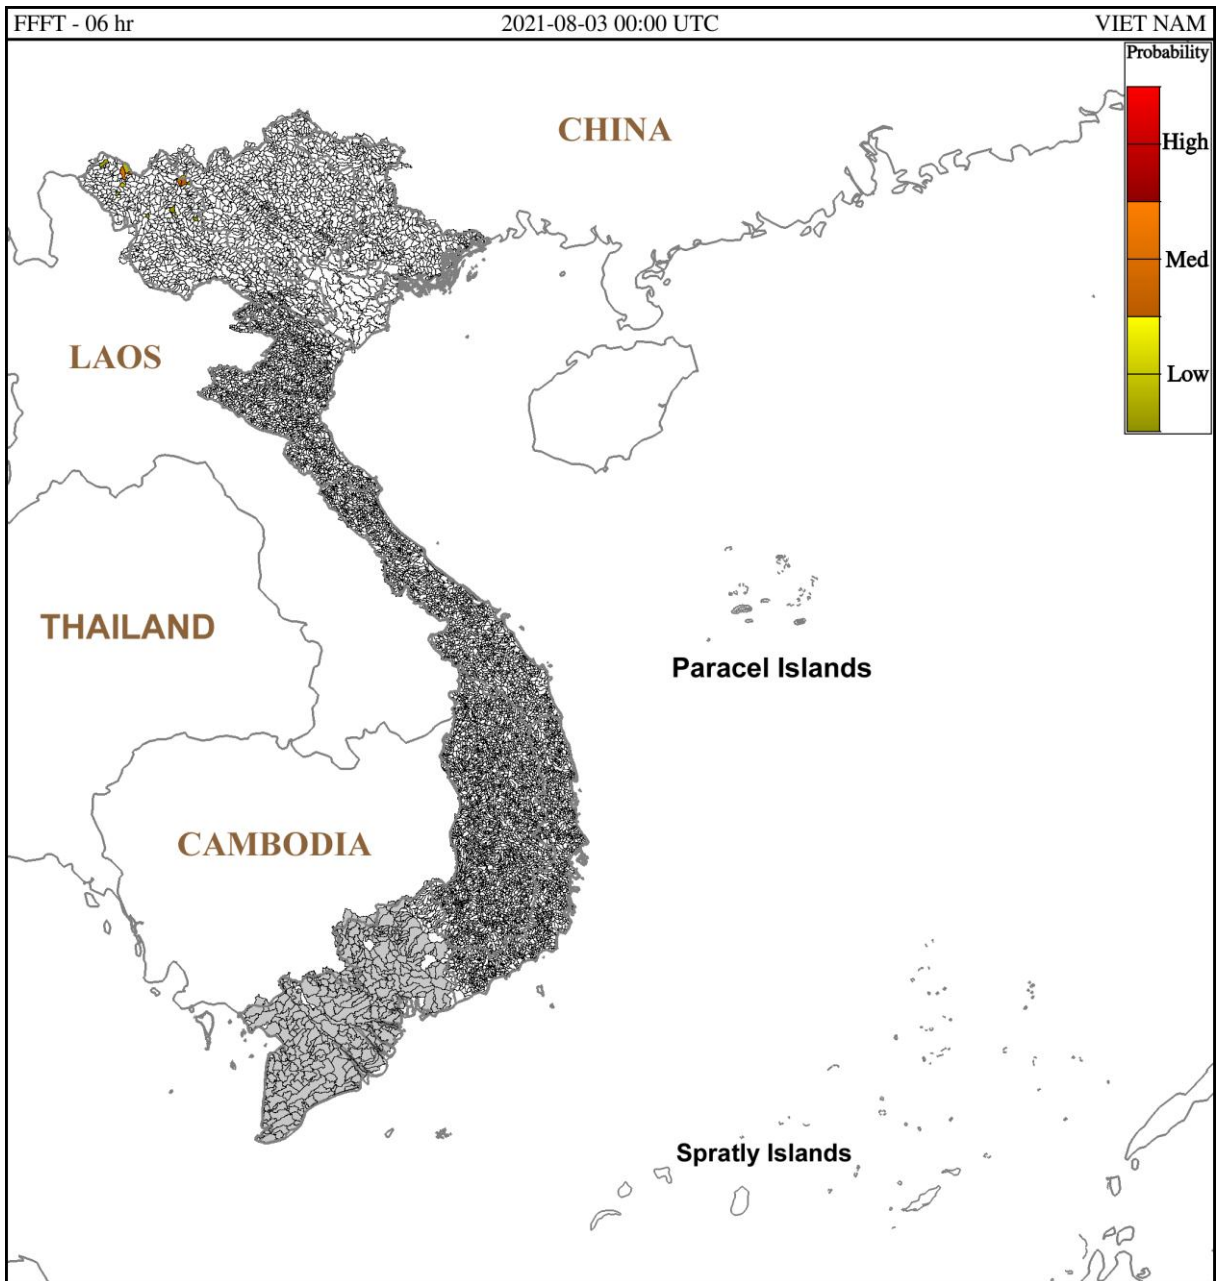 FFFT - 06 hr
2021-08-03 00:00 UTC
VIET NAM
Probability
CHINA
High
Med
LAOS
Low
THAILAND
Paracel Islands
CAMBODIA
Spratly Islands